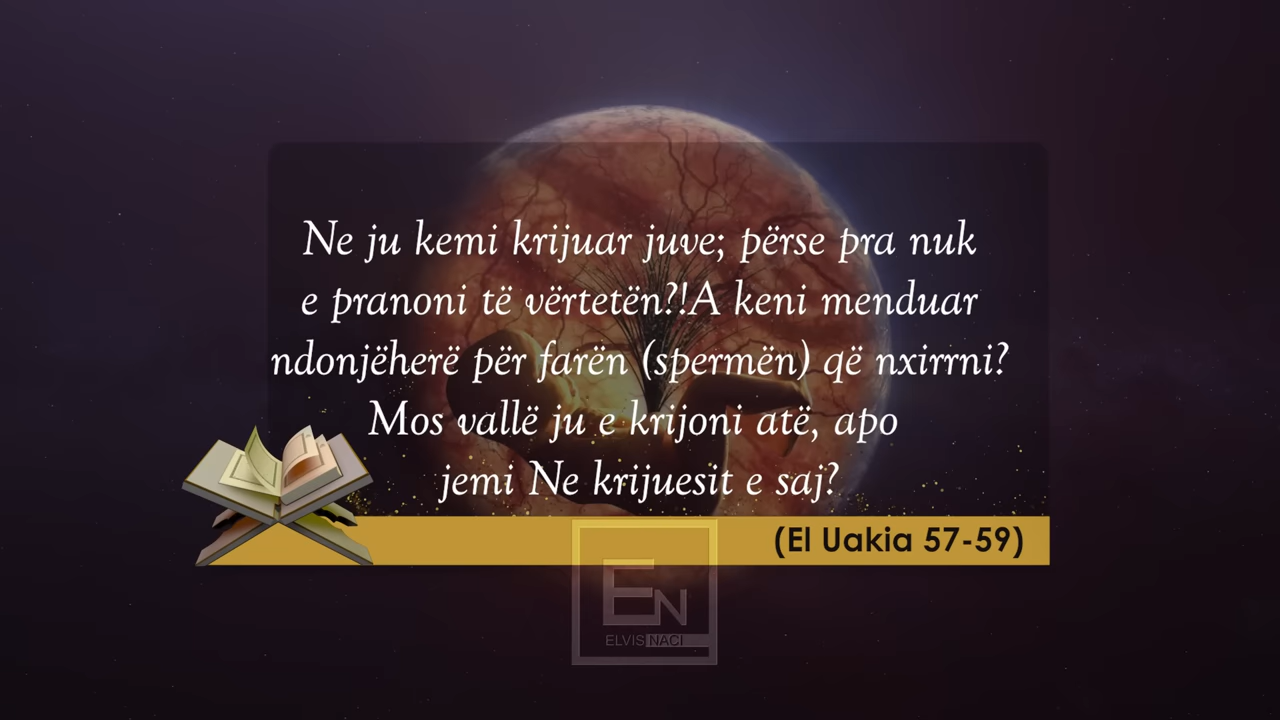 Ne ju kemi krijuar juve; përse pra nuk
e pranoni të vërtetën?!A keni menduar
ndonjëherë për farën (spermën) që nxirrni?
Mos vallë ju e krijoni atë, apo
jemi Ne krijuesit e saj?
(El Uakia 57-59)
EN
ELVIS NACI